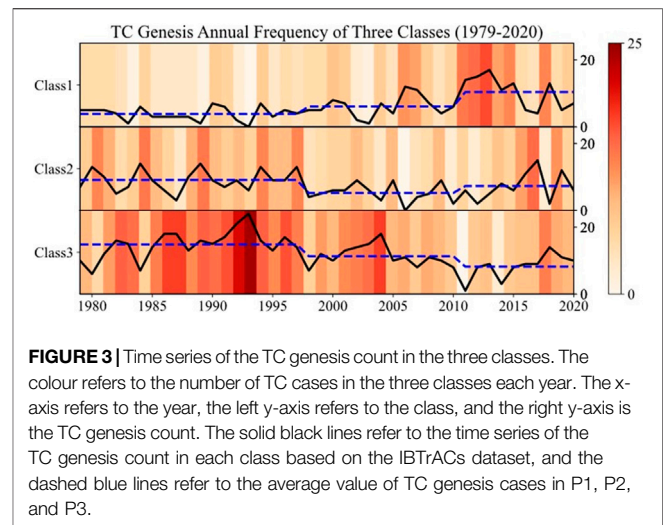 TC Genesis Annual Frequency of Three Classes (1979-2020)
Class1
20
0
25
Class2
20
0
Class3
20
0
0
1980 1985 1990 1995 2000 2005 2010 2015 2020
FIGURE 3 | Time series of the TC genesis count in the three classes. The
colour refers to the number of TC cases in the three classes each year. The x-
axis refers to the year, the left y-axis refers to the class, and the right y-axis is
the TC genesis count. The solid black lines refer to the time series of the
TC genesis count in each class based on the IBTrACs dataset, and the
dashed blue lines refer to the average value of TC genesis cases in P1, P2,
and P3.